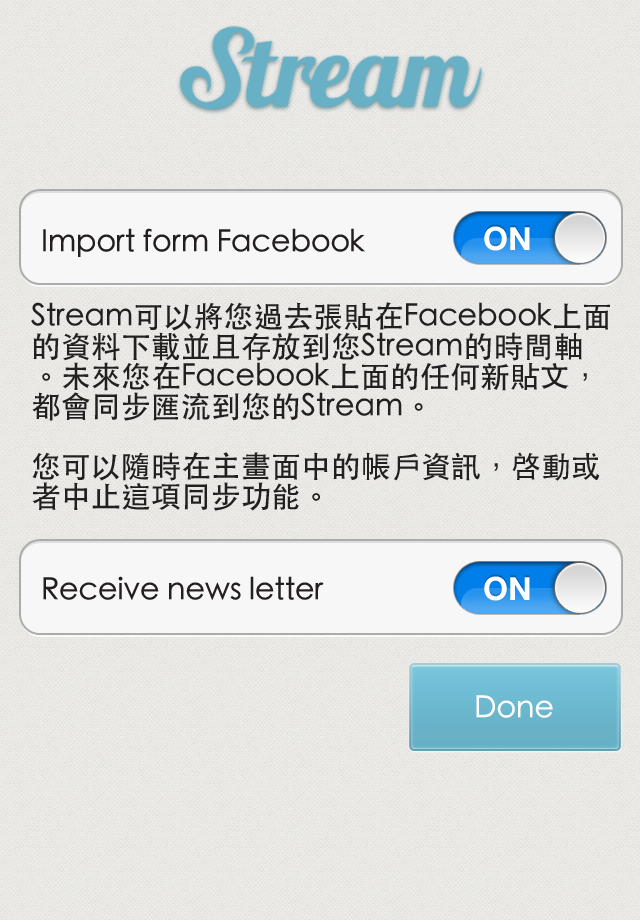 Stream
Import form Facebook
ON
Stream可以將您過去張貼在Facebook上面
的資料下載並且存放到您Stream的時間軸
。未來您在Facebook上面的任何新貼文，
都會同步匯流到您的Stream。
您可以隨時在主畫面中的帳戶資訊，啓動或
者中止這項同步功能。
Receive news letter
ON
Done